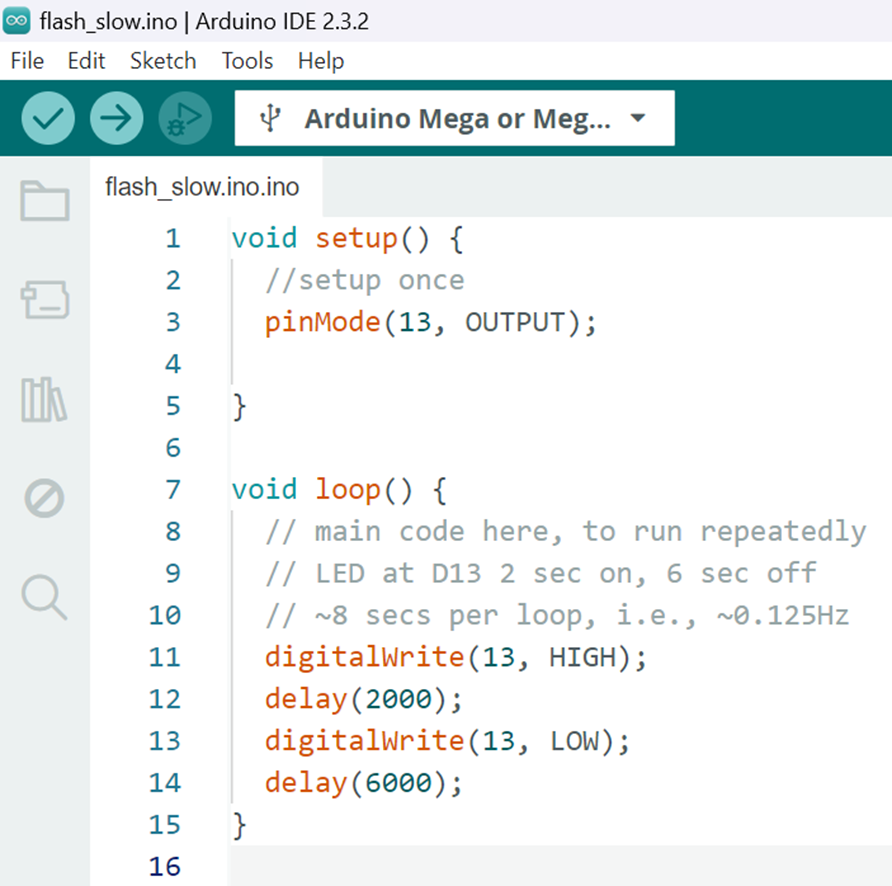 flash_slow.ino | Arduino IDE 2.3.2
File Edit Sketch Tools Help
Arduino Mega or Meg...
flash_slow.ino.ino
1 void setup() {
2   //setup once
3   pinMode(13, OUTPUT);
4
5 }
6
7 void loop() {
8   // main code here, to run repeatedly
9   // LED at D13 2 sec on, 6 sec off
10   // ~8 secs per loop, i.e., ~0.125Hz
11   digitalWrite(13, HIGH);
12   delay(2000);
13   digitalWrite(13, LOW);
14   delay(6000);
15 }
16